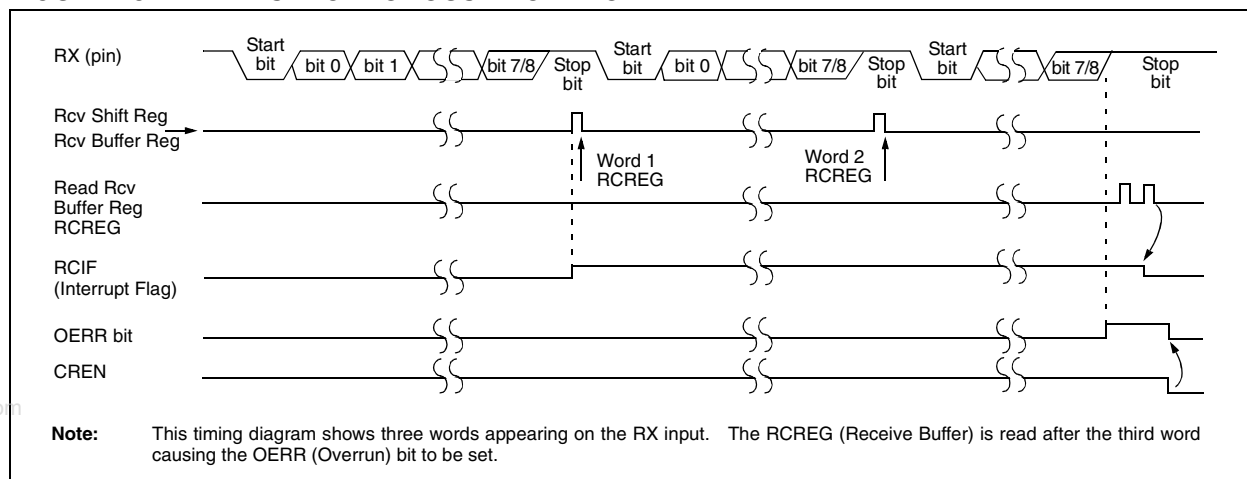 RX (pin)
Start bit
bit 0
bit 1
bit 7/8
Stop bit
Start bit
bit 0
bit 7/8
Stop bit
Start bit
bit 7/8
Stop bit
Rcv Shift Reg
Rcv Buffer Reg
Word 1
RCREG
Word 2
RCREG
Read Rcv
Buffer Reg
RCREG
RCIF
(Interrupt Flag)
OERR bit
CREN
om
Note: This timing diagram shows three words appearing on the RX input. The RCREG (Receive Buffer) is read after the third word
causing the OERR (Overrun) bit to be set.